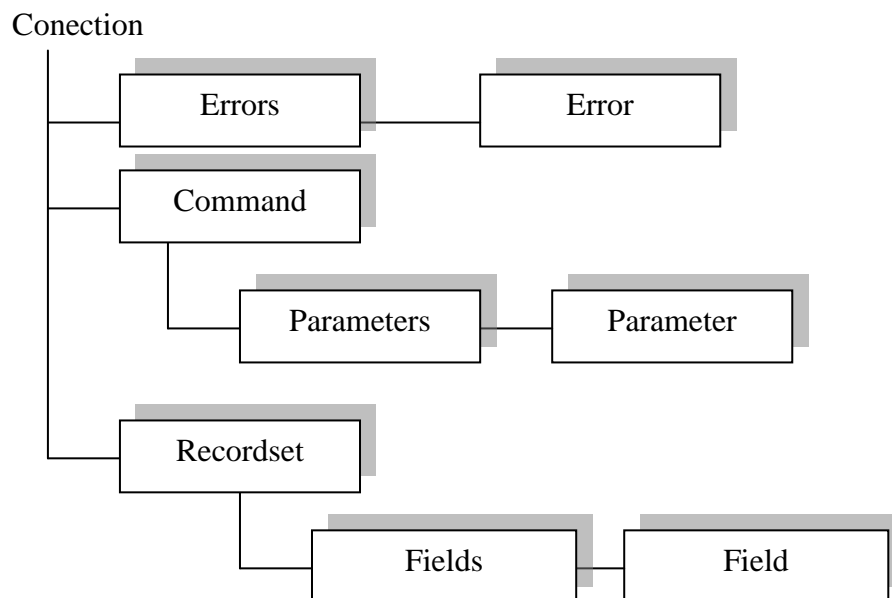 Conection
Errors
Error
Command
Parameters
Parameter
Recordset
Fields
Field